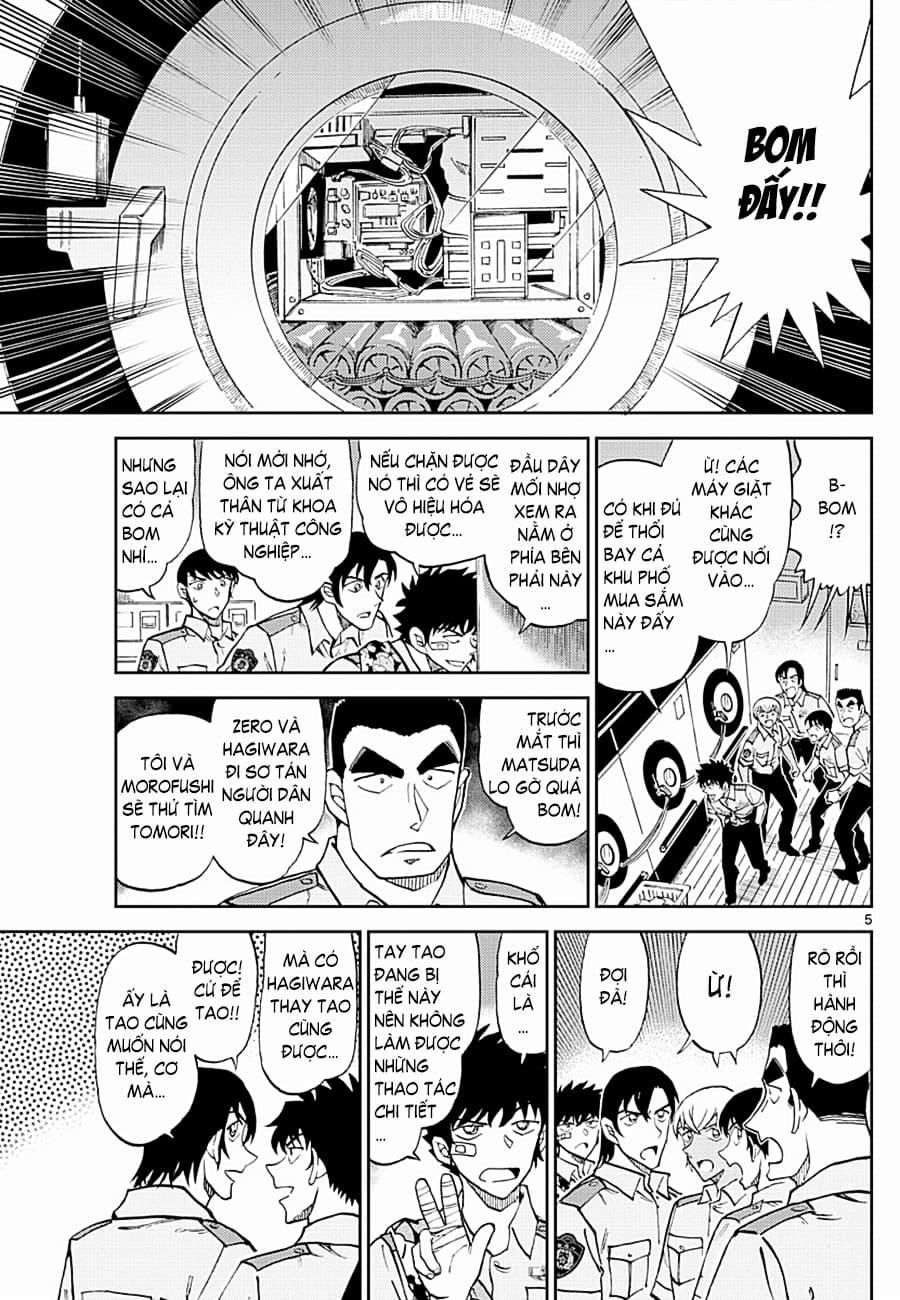 BOM
ĐẤY!!
B-
BOM
!?
Ừ! CÁC
MÁY GIẶT
KHÁC
CŨNG
ĐƯỢC NỐI
VÀO...
CÓ KHI ĐỦ
ĐỂ THỔI
BAY CẢ
KHU PHỐ
MUA SẮM
NÀY ĐẤY
...
ĐẦU DÂY
MỐI NHỢ
XEM RA
NẰM Ở
PHÍA BÊN
PHẢI NÀY
...
NẾU CHẶN ĐƯỢC
NÓ THÌ CÓ VẺ SẼ
VÔ HIỆU HÓA
ĐƯỢC...
NÓI MỚI NHỚ,
ÔNG TA XUẤT
THÂN TỪ KHOA
KỸ THUẬT CÔNG
NGHIỆP...
NHƯNG
SAO LẠI
CÓ CẢ
BOM
NHỈ...
TRƯỚC
MẮT THÌ
MATSUDA
LO GỠ QUẢ
BOM!
ZERO VÀ
HAGIWARA
ĐI SƠ TÁN
NGƯỜI DÂN
QUANH
ĐÂY!
TÔI VÀ
MOROFUSHI
SẼ THỬ TÌM
TOMORI!!
5
RÕ RỒI
THÌ
HÀNH
ĐỘNG
THÔI!
Ừ!
ĐỢI
ĐÃ!
KHỔ
CÁI
LÀ
...
TAY TAO
ĐANG BỊ
THẾ NÀY
NÊN KHÔNG
LÀM ĐƯỢC
NHỮNG
THAO TÁC
CHI TIẾT
...
MÀ CÓ
HAGIWARA
THAY TAO
CŨNG
ĐƯỢC...
ĐƯỢC!
CỨ ĐỂ
TAO!!
ẤY LÀ
TAO CŨNG
MUỐN NÓI
THẾ, CƠ
MÀ...